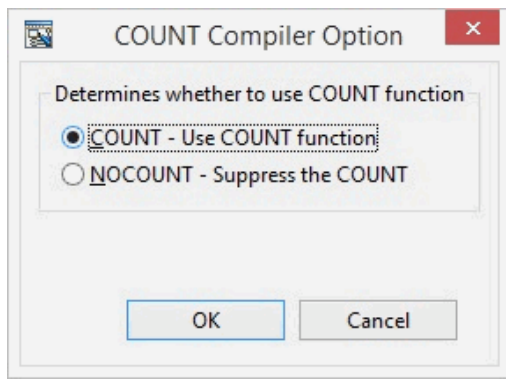 COUNT Compiler Option
Determines whether to use COUNT function
COUNT - Use COUNT function
NOCOUNT - Suppress the COUNT
OK
Cancel